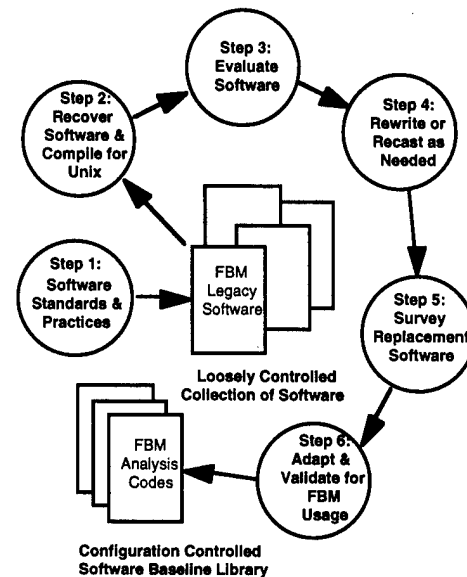 Step 1:
Software
Standards &
Practices
FBM
Legacy
Software
Loosely Controlled
Collection of Software
Step 2:
Recover
Software &
Compile for
Unix
Step 3:
Evaluate
Software
Step 4:
Rewrite or
Recast as
Needed
Step 5:
Survey
Replacement
Software
Step 6:
Adapt &
Validate for
FBM
Usage
FBM
Analysis
Codes
Configuration Controlled
Software Baseline Library